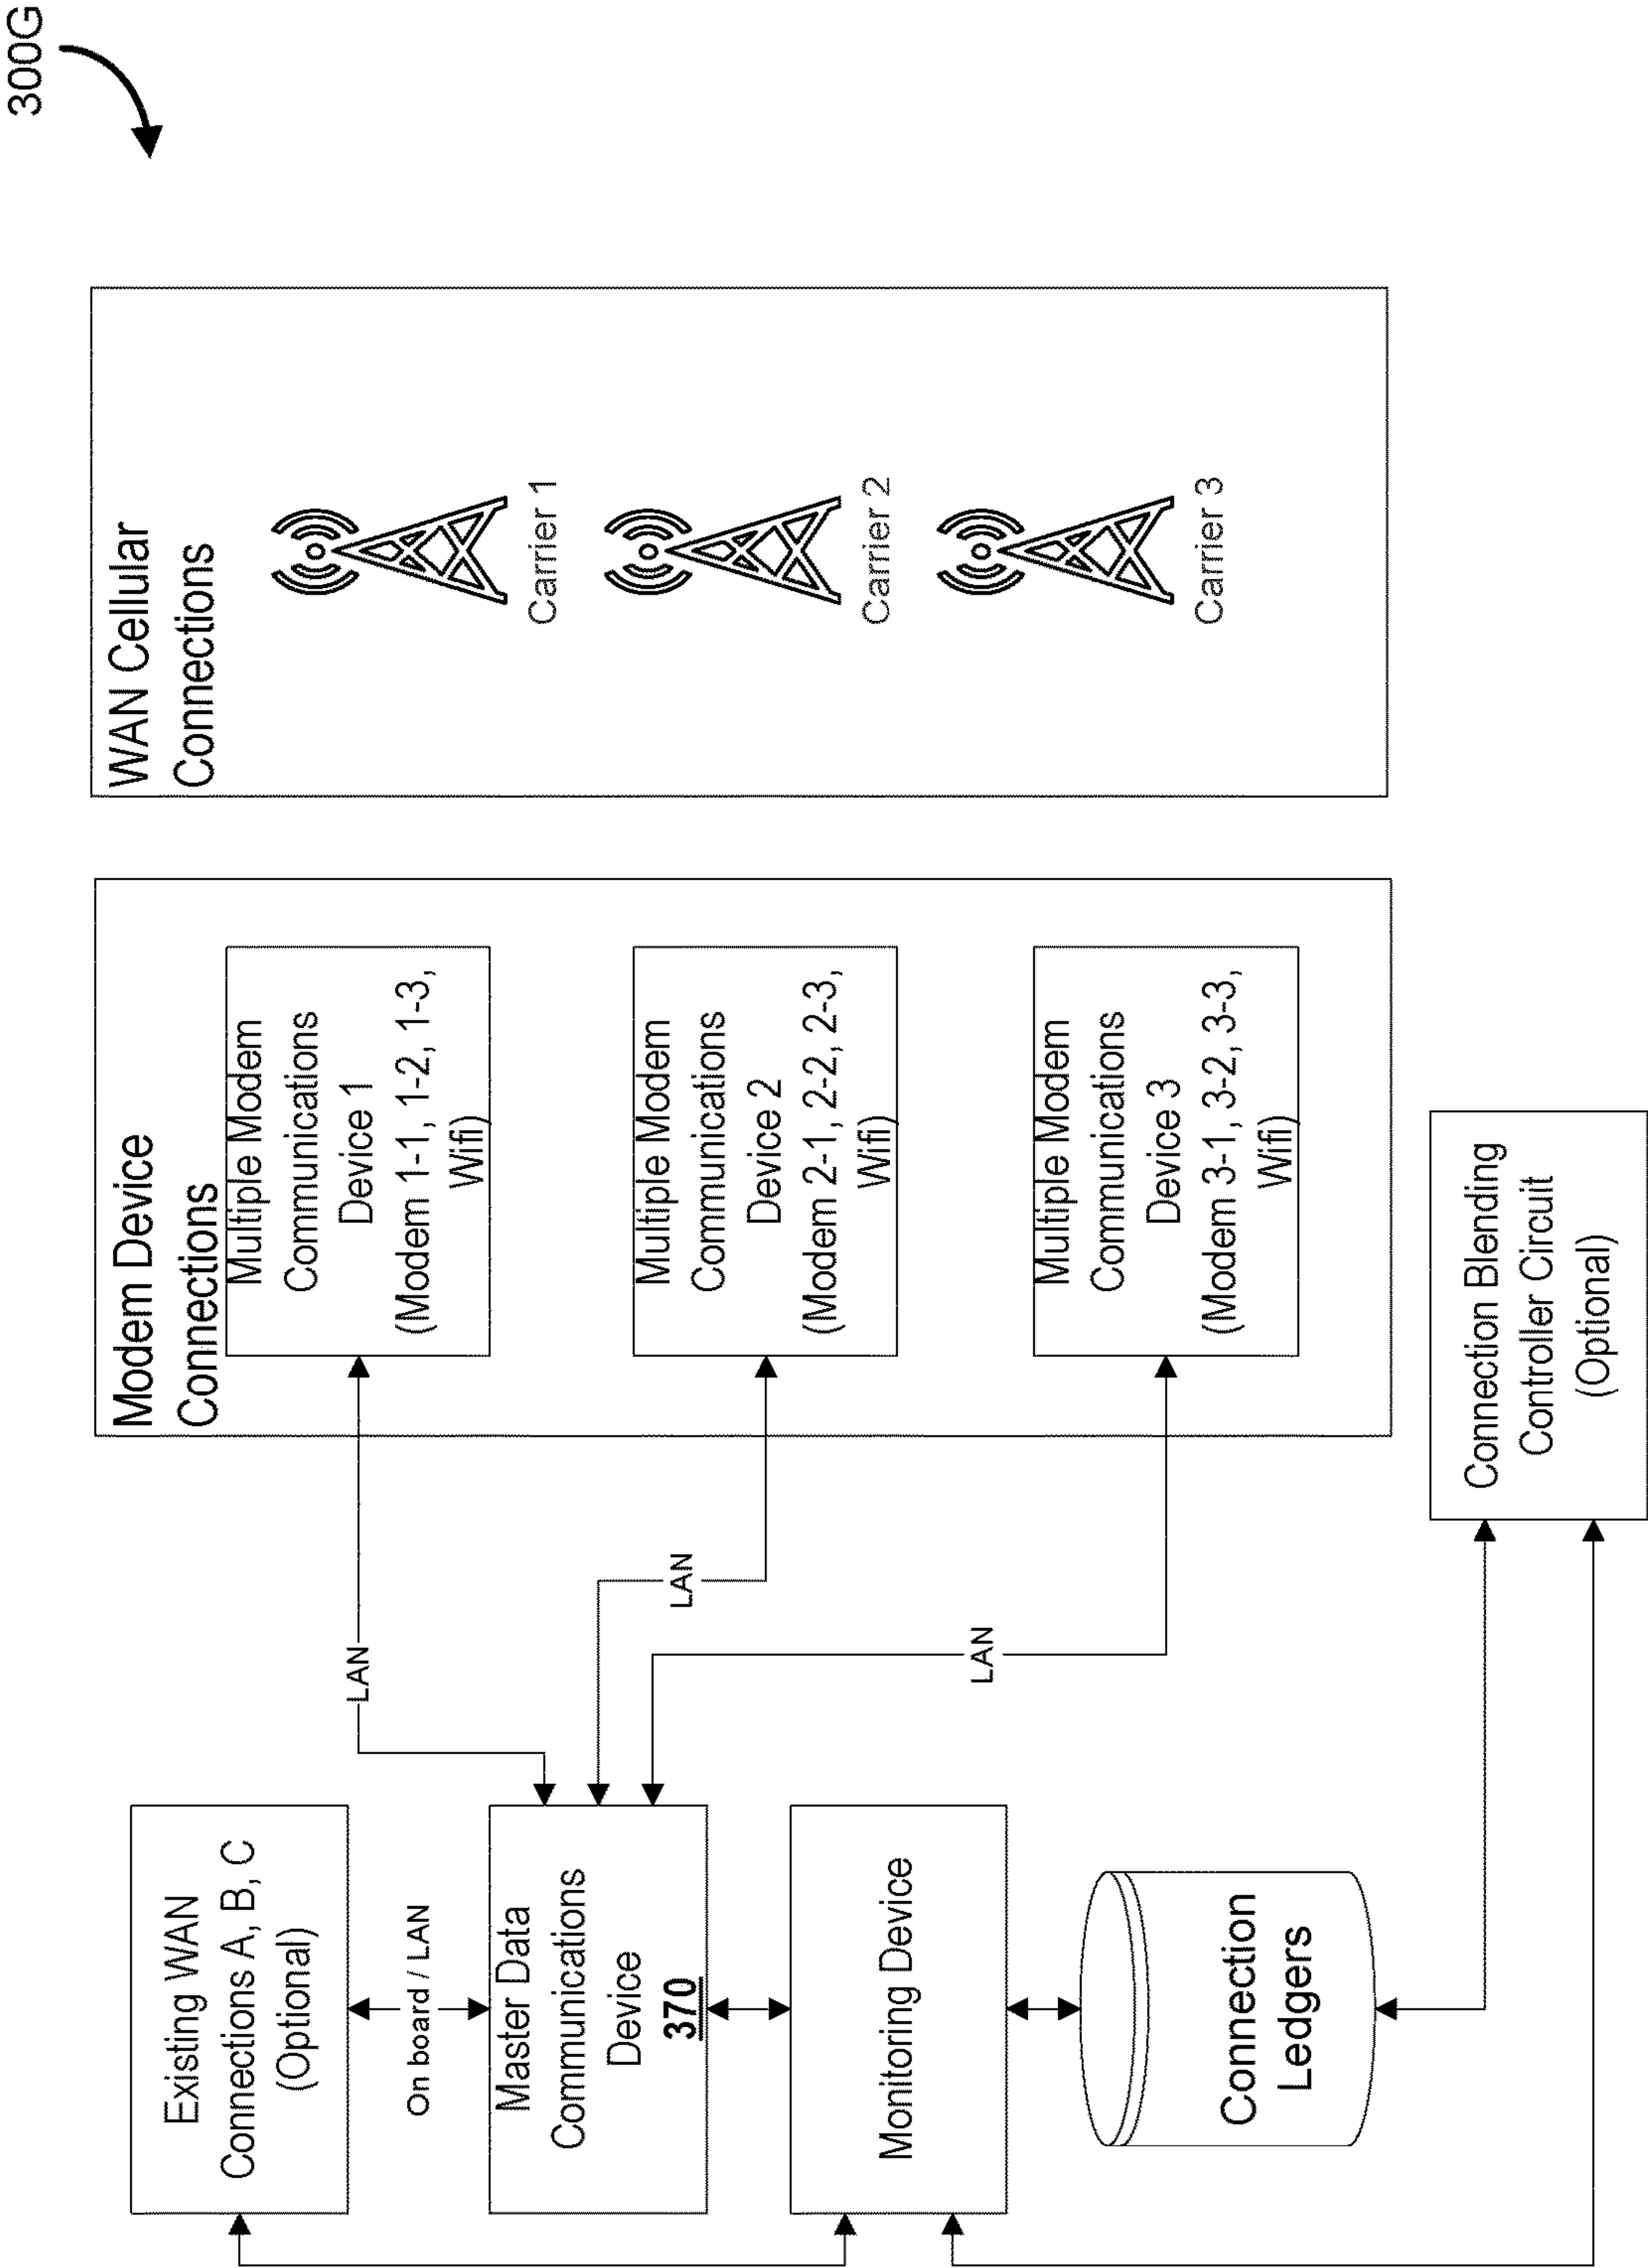 300G
Existing WAN
Connections A, B, C
(Optional)
On board / LAN
Master Data
Communications
Device
370
Monitoring Device
Connection
Ledgers
LAN
LAN
LAN
Modem Device
Connections
Multiple Modem
Communications
Device 1
(Modem 1-1, 1-2, 1-3,
Wifi)
Multiple Modem
Communications
Device 2
(Modem 2-1, 2-2, 2-3,
Wifi)
Multiple Modem
Communications
Device 3
(Modem 3-1, 3-2, 3-3,
Wifi)
Connection Blending
Controller Circuit
(Optional)
WAN Cellular
Connections
Carrier 1
Carrier 2
Carrier 3